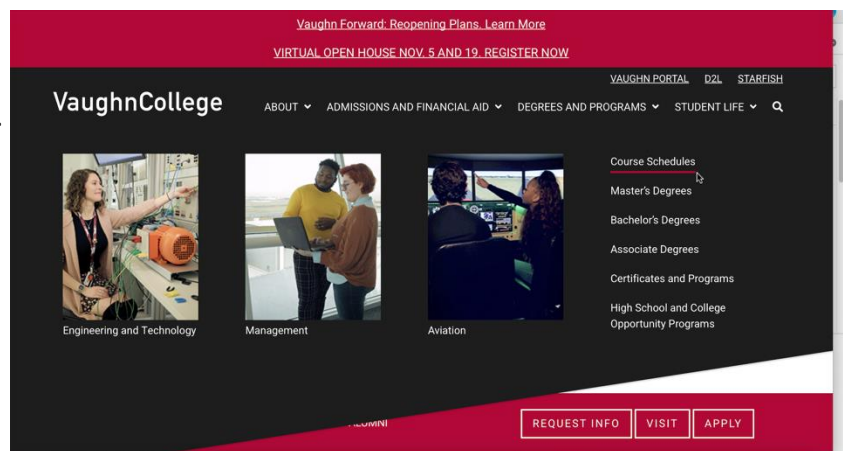 Vaughn Forward: Reopening Plans. Learn More
VIRTUAL OPEN HOUSE NOV. 5 AND 19. REGISTER NOW
VAUGHN PORTAL D2L STARFISH
VaughnCollege
ABOUT ADMISSIONS AND FINANCIAL AID DEGREES AND PROGRAMS STUDENT LIFE
Engineering and Technology
Management
Aviation
Course Schedules
Master's Degrees
Bachelor's Degrees
Associate Degrees
Certificates and Programs
High School and College
Opportunity Programs
REQUEST INFO VISIT APPLY